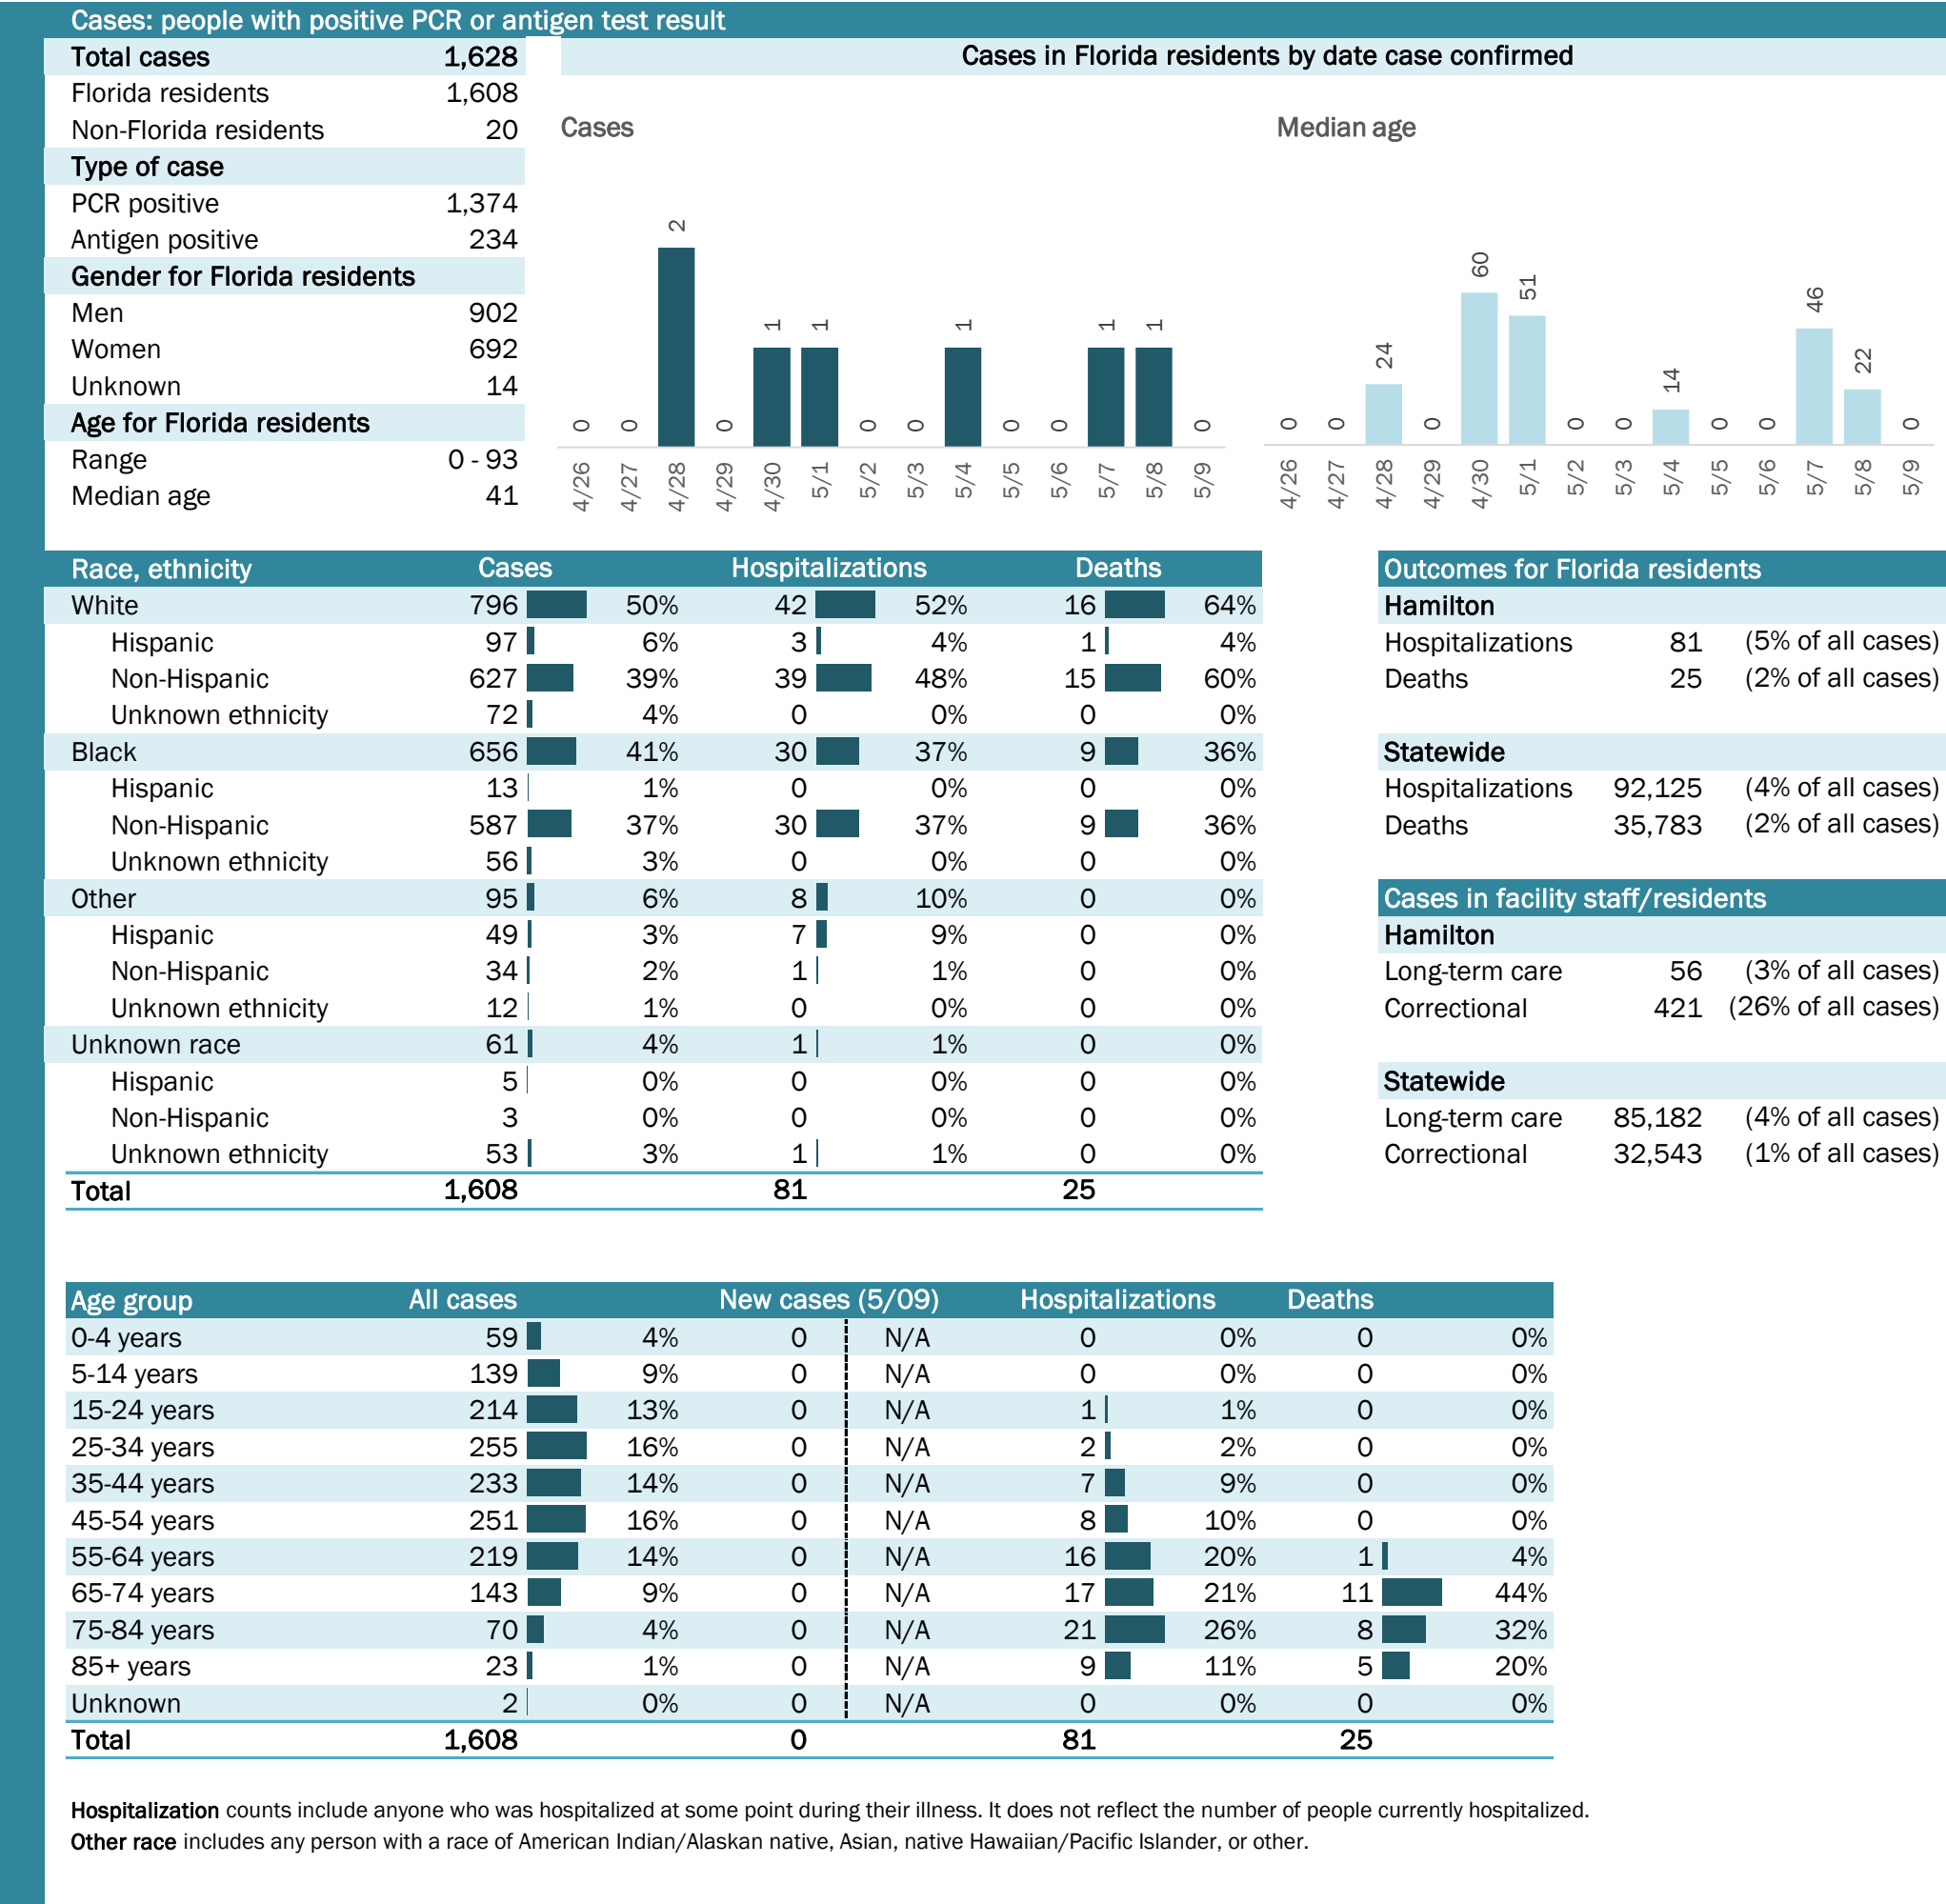 Cases: people with positive PCR or antigen test result
Total cases 1,628
Florida residents 1,608
Non-Florida residents 20
Type of case
PCR positive 1,374
Antigen positive 234
Gender for Florida residents
Men 902
Women 692
Unknown 14
Age for Florida residents
Range 0 - 93
Median age 41
Cases in Florida residents by date case confirmed
Cases
0 0 2 0 1 1 0 0 1 0 0 1 1 0
4/26 4/27 4/28 4/29 4/30 5/1 5/2 5/3 5/4 5/5 5/6 5/7 5/8 5/9
Median age
0 0 24 0 60 51 0 0 14 0 0 46 22 0
4/26 4/27 4/28 4/29 4/30 5/1 5/2 5/3 5/4 5/5 5/6 5/7 5/8 5/9
Race, ethnicity Cases Hospitalizations Deaths
White 796 50% 42 52% 16 64%
Hispanic 97 6% 3 4% 1 4%
Non-Hispanic 627 39% 39 48% 15 60%
Unknown ethnicity 72 4% 0 0% 0 0%
Black 656 41% 30 37% 9 36%
Hispanic 13 1% 0 0% 0 0%
Non-Hispanic 587 37% 30 37% 9 36%
Unknown ethnicity 56 3% 0 0% 0 0%
Other 95 6% 8 10% 0 0%
Hispanic 49 3% 7 9% 0 0%
Non-Hispanic 34 2% 1 1% 0 0%
Unknown ethnicity 12 1% 0 0% 0 0%
Unknown race 61 4% 1 1% 0 0%
Hispanic 5 0% 0 0% 0 0%
Non-Hispanic 3 0% 0 0% 0 0%
Unknown ethnicity 53 3% 1 1% 0 0%
Total 1,608 81 25
Outcomes for Florida residents
Hamilton
Hospitalizations 81 (5% of all cases)
Deaths 25 (2% of all cases)
Statewide
Hospitalizations 92,125 (4% of all cases)
Deaths 35,783 (2% of all cases)
Cases in facility staff/residents
Hamilton
Long-term care 56 (3% of all cases)
Correctional 421 (26% of all cases)
Statewide
Long-term care 85,182 (4% of all cases)
Correctional 32,543 (1% of all cases)
Age group All cases New cases (5/09) Hospitalizations Deaths
0-4 years 59 4% 0 N/A 0 0% 0 0%
5-14 years 139 9% 0 N/A 0 0% 0 0%
15-24 years 214 13% 0 N/A 1 1% 0 0%
25-34 years 255 16% 0 N/A 2 2% 0 0%
35-44 years 233 14% 0 N/A 7 9% 0 0%
45-54 years 251 16% 0 N/A 8 10% 0 0%
55-64 years 219 14% 0 N/A 16 20% 1 4%
65-74 years 143 9% 0 N/A 17 21% 11 44%
75-84 years 70 4% 0 N/A 21 26% 8 32%
85+ years 23 1% 0 N/A 9 11% 5 20%
Unknown 2 0% 0 N/A 0 0% 0 0%
Total 1,608 0 81 25
Hospitalization counts include anyone who was hospitalized at some point during their illness. It does not reflect the number of people currently hospitalized.
Other race includes any person with a race of American Indian/Alaskan native, Asian, native Hawaiian/Pacific Islander, or other.